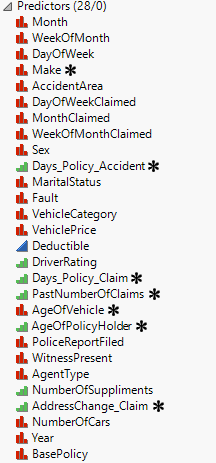 Predictors (28/0)
Month
WeekOfMonth
DayOfWeek
Make *
AccidentArea
DayOfWeekClaimed
MonthClaimed
WeekOfMonthClaimed
Sex
Days_Policy_Accident *
MaritalStatus
Fault
VehicleCategory
VehiclePrice
Deductible
DriverRating
Days_Policy_Claim *
PastNumberOfClaims *
AgeOfVehicle *
AgeOfPolicyHolder *
PoliceReportFiled
WitnessPresent
AgentType
NumberOfSuppliments
AddressChange_Claim *
NumberOfCars
Year
BasePolicy